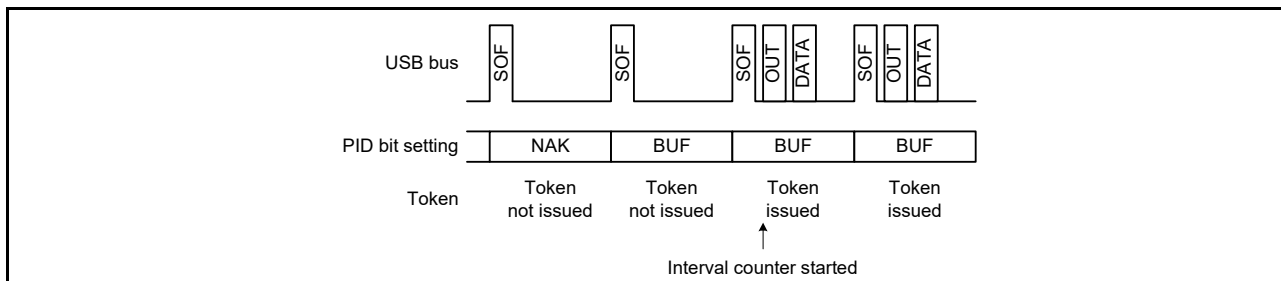 USB bus
SOF
SOF
SOF
OUT
DATA
SOF
OUT
DATA
PID bit setting
NAK
BUF
BUF
BUF
Token
Token
not issued
Token
not issued
Token
issued
Token
issued
Interval counter started